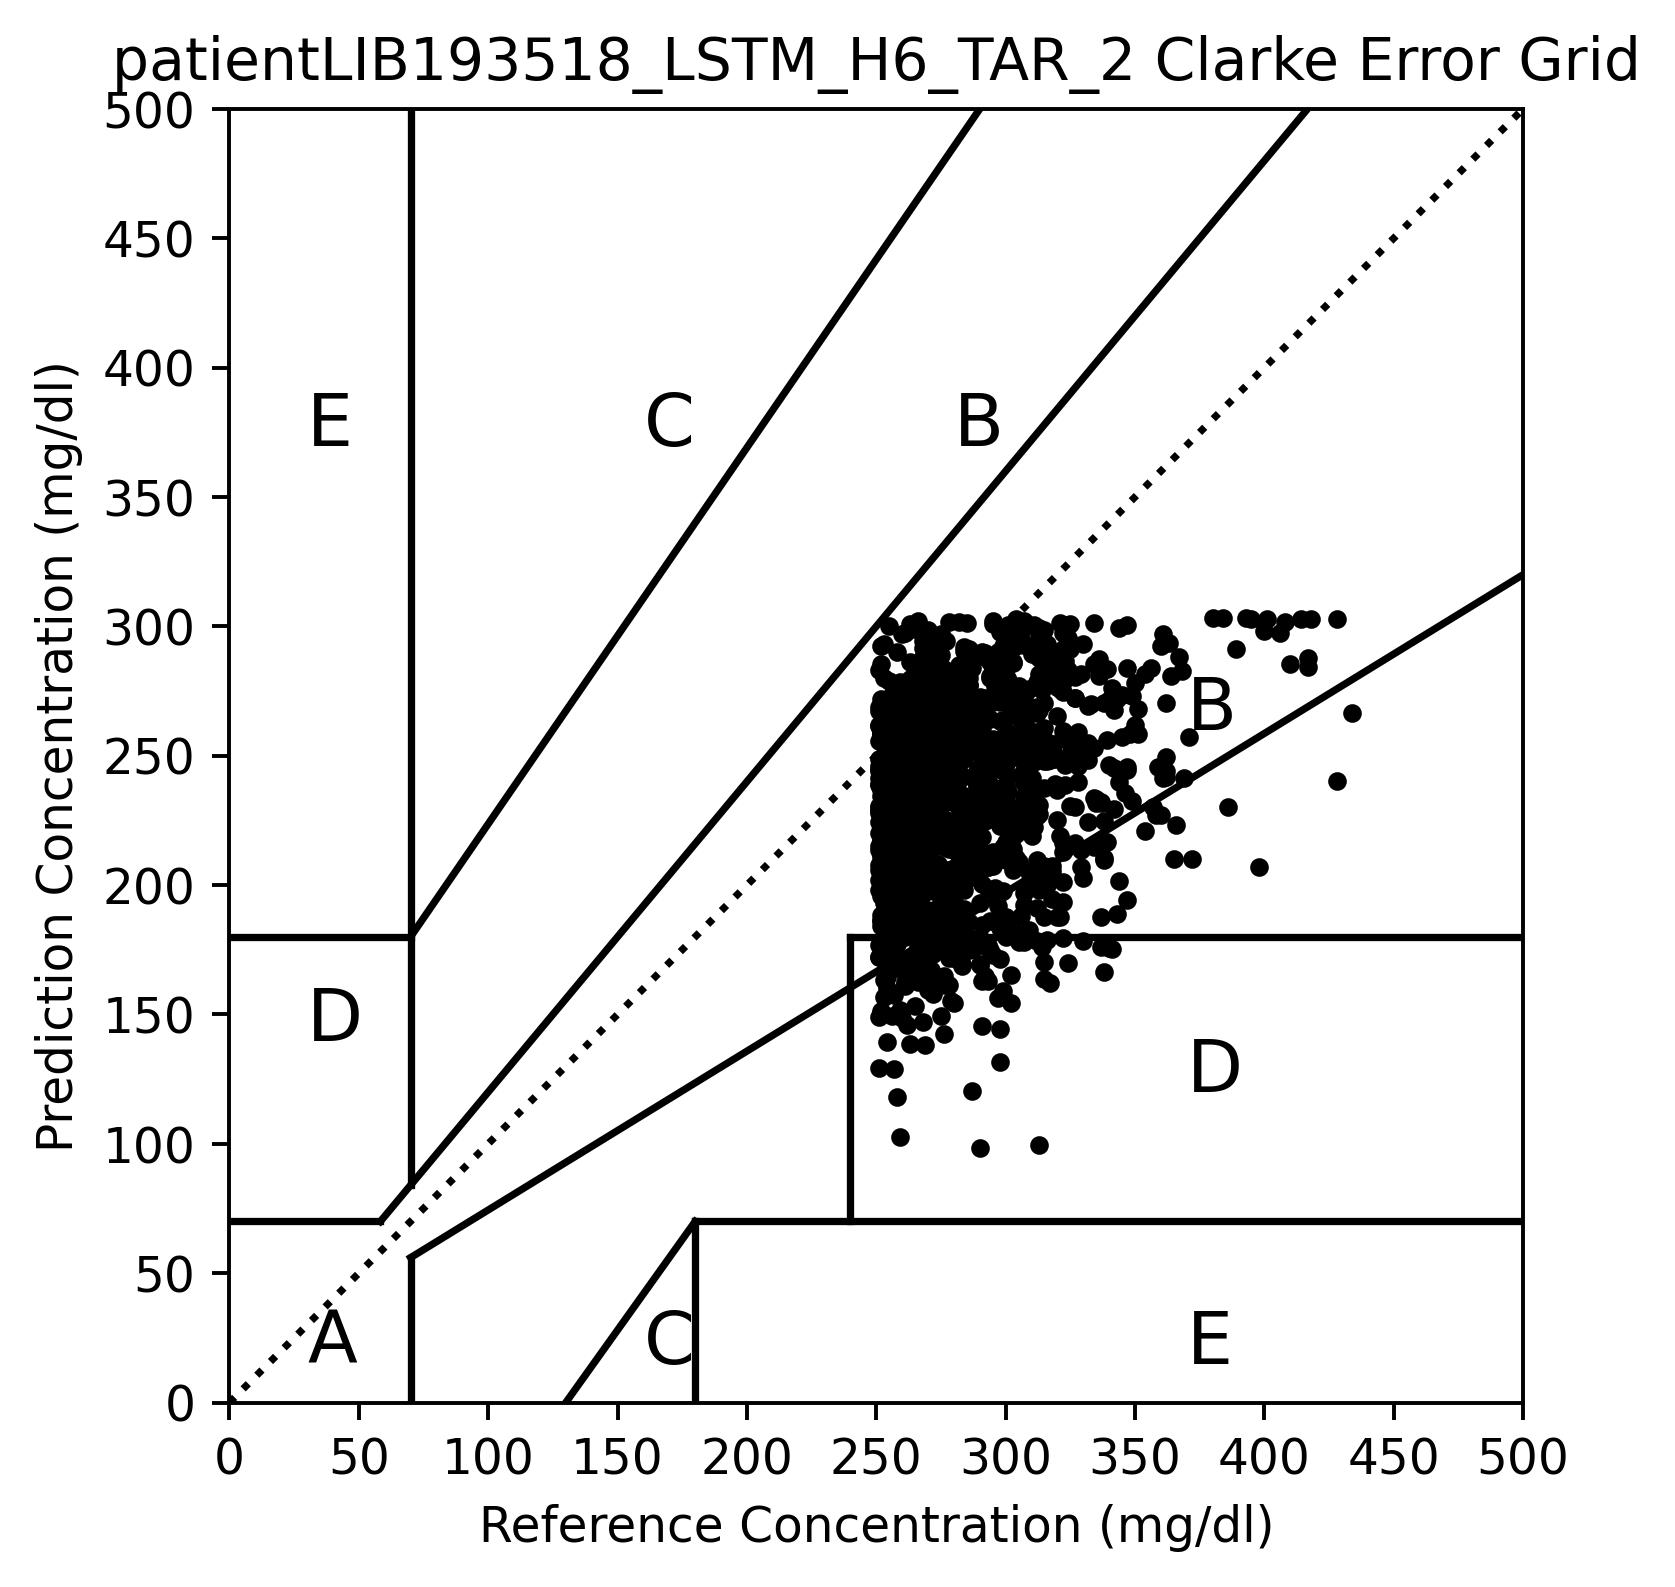 patientLIB193518_LSTM_H6_TAR_2 Clarke Error Grid
500
450
400
350
300
250
200
150
100
50
0
Prediction Concentration (mg/dl)
E
C
B
B
D
D
A
C
E
0
50
100
150
200
250
300
350
400
450
500
Reference Concentration (mg/dl)